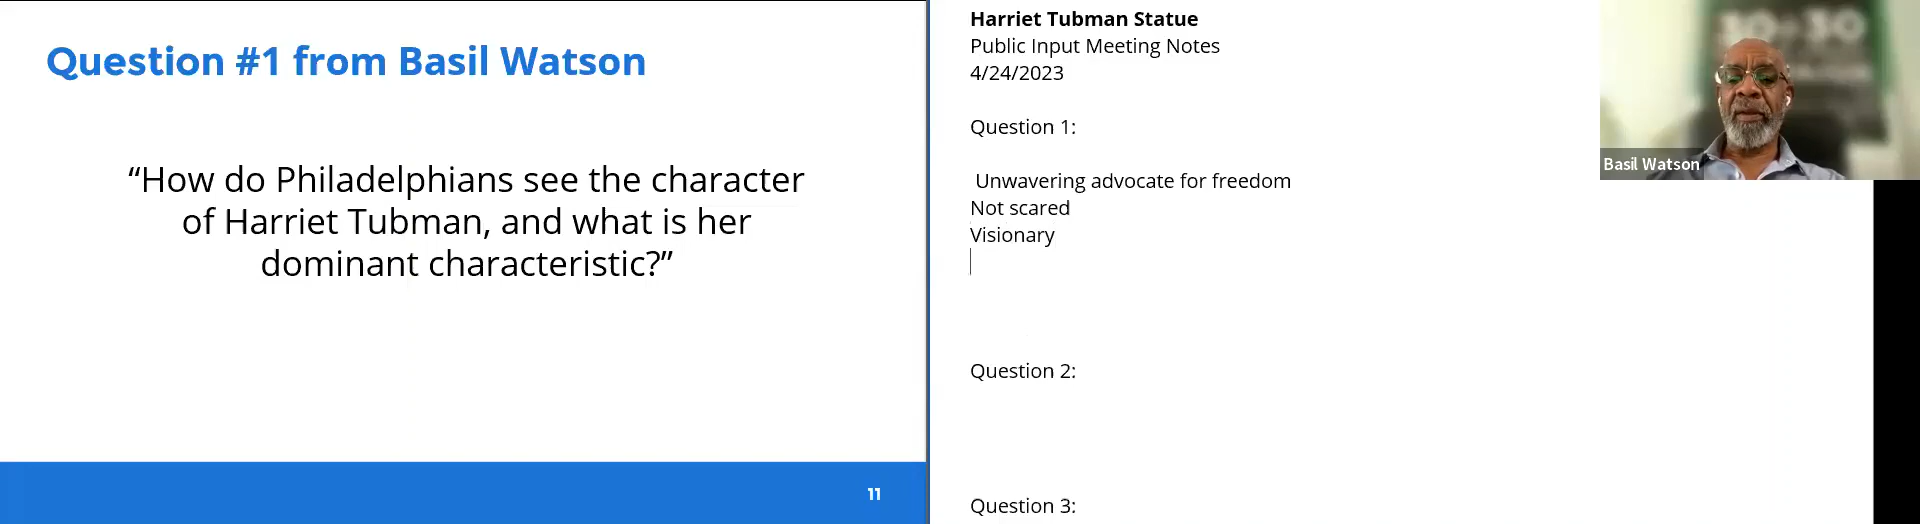 Question #1 from Basil Watson
“How do Philadelphians see the character
of Harriet Tubman, and what is her
dominant characteristic?”
11
Harriet Tubman Statue
Public Input Meeting Notes
4/24/2023
Question 1:
Unwavering advocate for freedom
Not scared
Visionary
Question 2:
Question 3:
Basil Watson